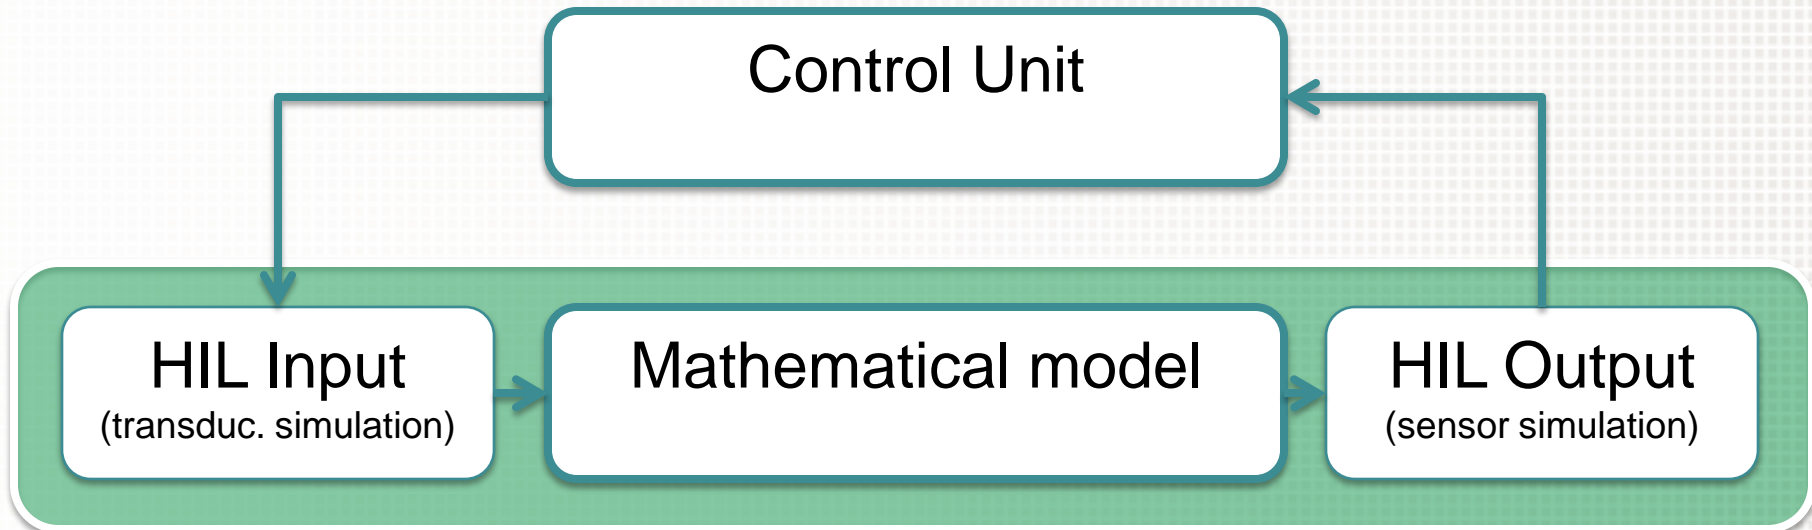 Control Unit
HIL Input
(transduc. simulation)
Mathematical model
HIL Output
(sensor simulation)